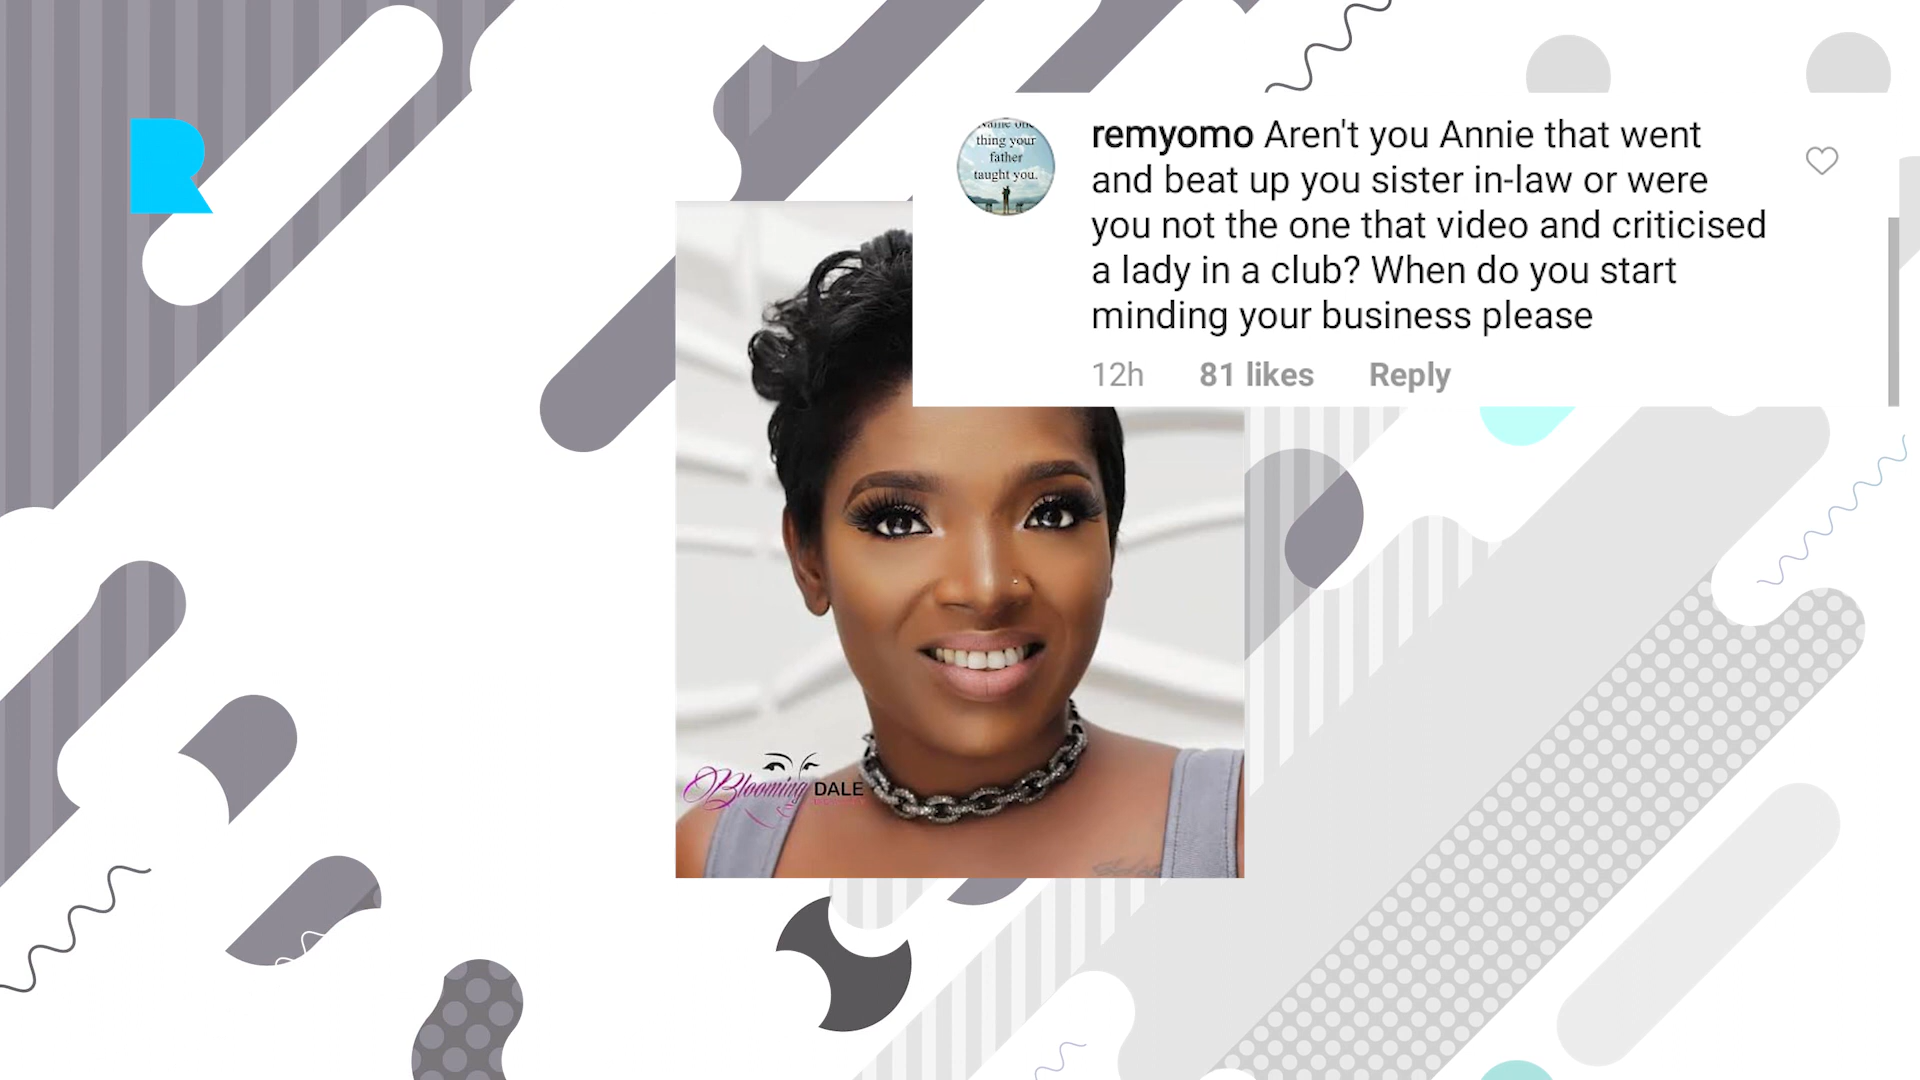 R
Name one
thing your
father
taught you.
remyomo Aren't you Annie that went
and beat up you sister in-law or were
you not the one that video and criticised
a lady in a club? When do you start
minding your business please
12h 81 likes Reply
Blooming DALE